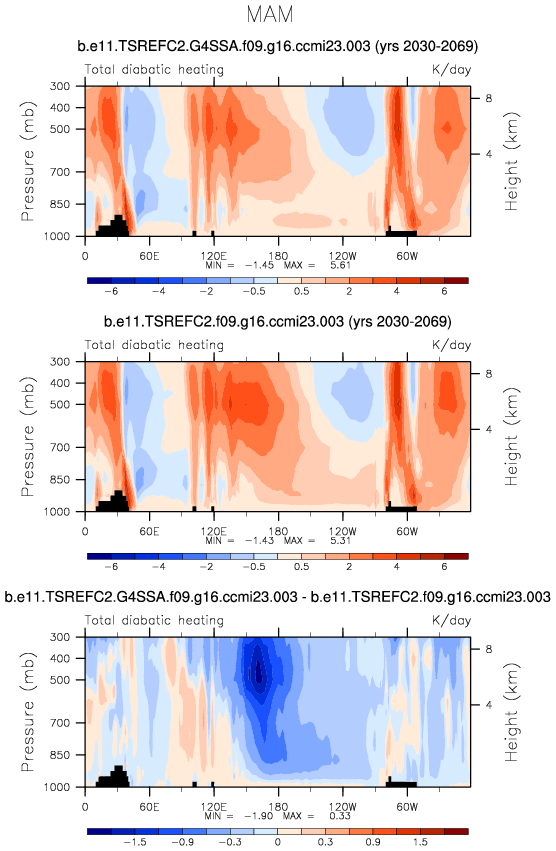 MAM
b.e11.TSREFC2.G4SSA.f09.g16.ccmi23.003 (yrs 2030-2069)
Total diabatic heating K/day
Pressure (mb)
300
400
500
700
850
1000
8
4
Height (km)
0 60E 120E 180 120W 60W
MIN = -1.45 MAX = 5.61
-6 -4 -2 -0.5 0.5 2 4 6
b.e11.TSREFC2.f09.g16.ccmi23.003 (yrs 2030-2069)
Total diabatic heating K/day
Pressure (mb)
300
400
500
700
850
1000
8
4
Height (km)
0 60E 120E 180 120W 60W
MIN = -1.43 MAX = 5.31
-6 -4 -2 -0.5 0.5 2 4 6
b.e11.TSREFC2.G4SSA.f09.g16.ccmi23.003 - b.e11.TSREFC2.f09.g16.ccmi23.003
Total diabatic heating K/day
Pressure (mb)
300
400
500
700
850
1000
8
4
Height (km)
0 60E 120E 180 120W 60W
MIN = -1.90 MAX = 0.33
-1.5 -0.9 -0.3 0 0.3 0.9 1.5